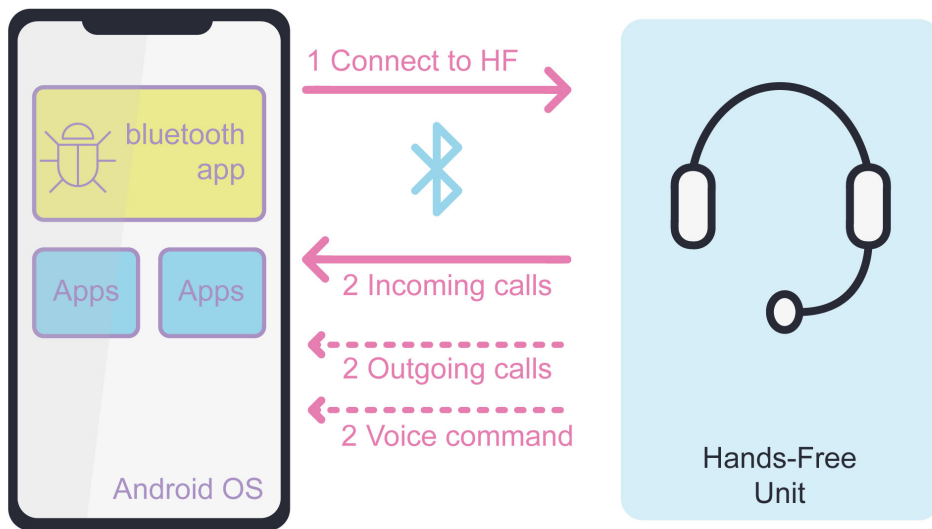 1 Connect to HF
bluetooth
app
Apps
Apps
2 Incoming calls
2 Outgoing calls
2 Voice command
Android OS
Hands-Free
Unit